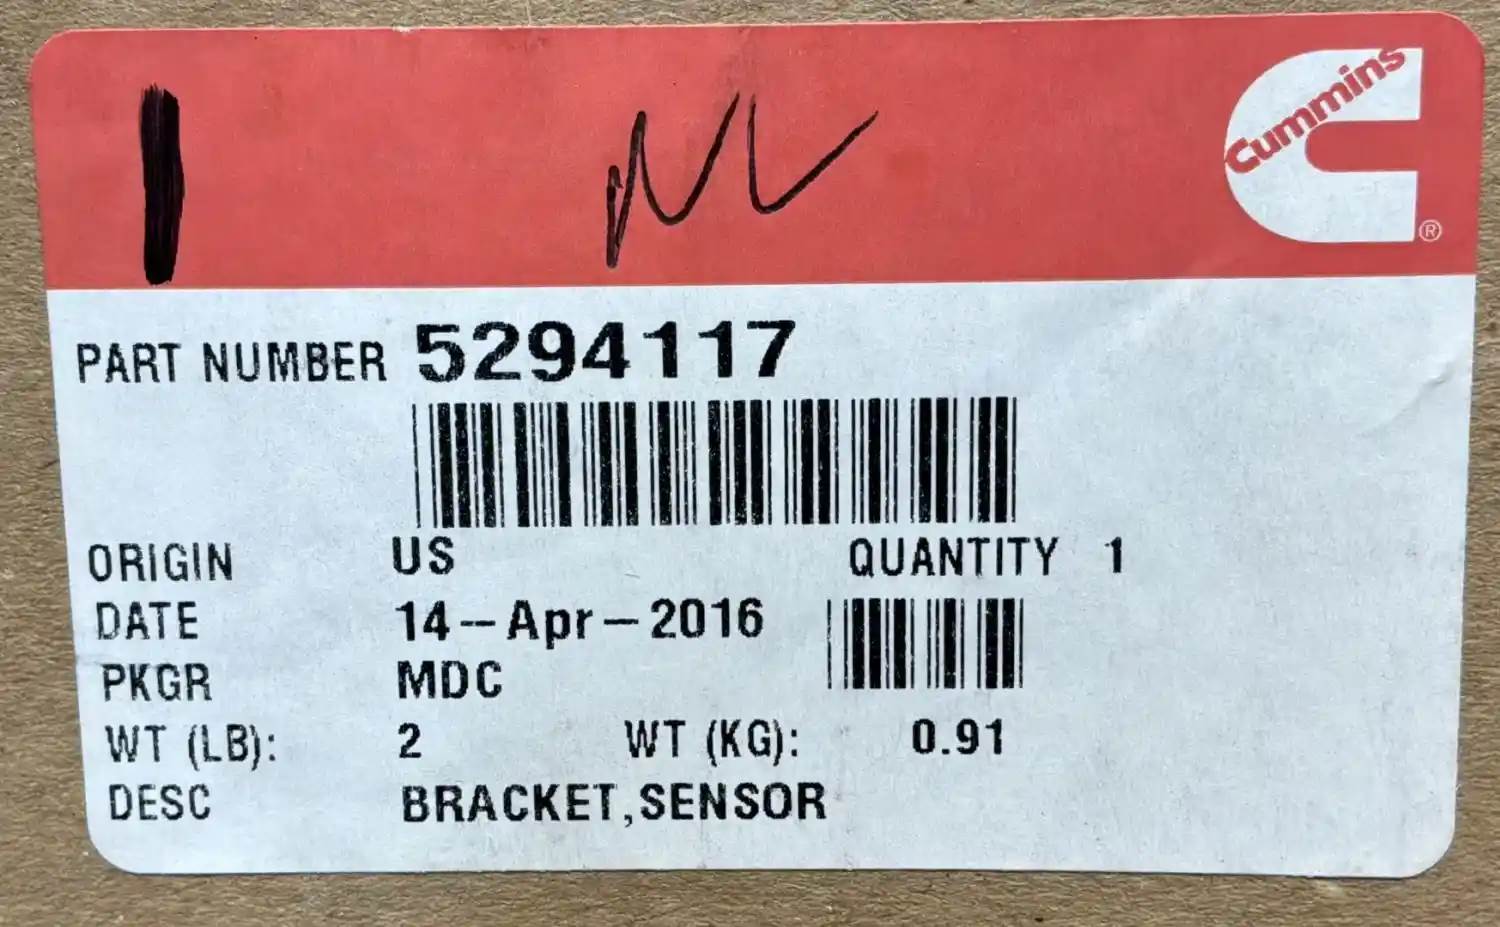 Cummins
®
PART NUMBER 5294117
ORIGIN US QUANTITY 1
DATE 14-Apr-2016
PKGR MDC
WT (LB): 2 WT (KG): 0.91
DESC BRACKET,SENSOR